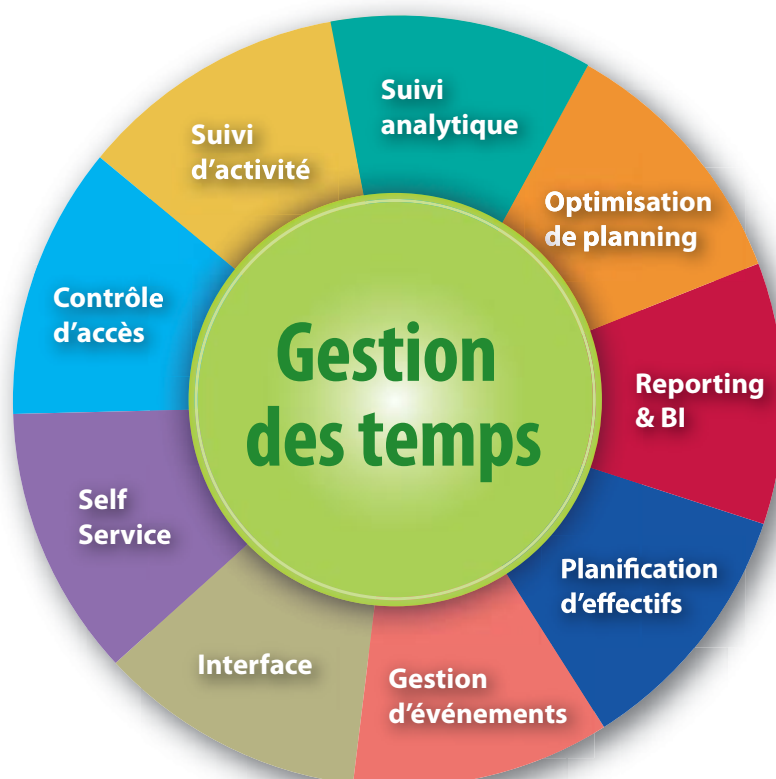 Suivi
analytique
Optimisation
de planning
Reporting
& BI
Planification
d'effectifs
Gestion
d'événements
Interface
Self
Service
Contrôle
d'accès
Suivi
d'activité
Gestion
des temps